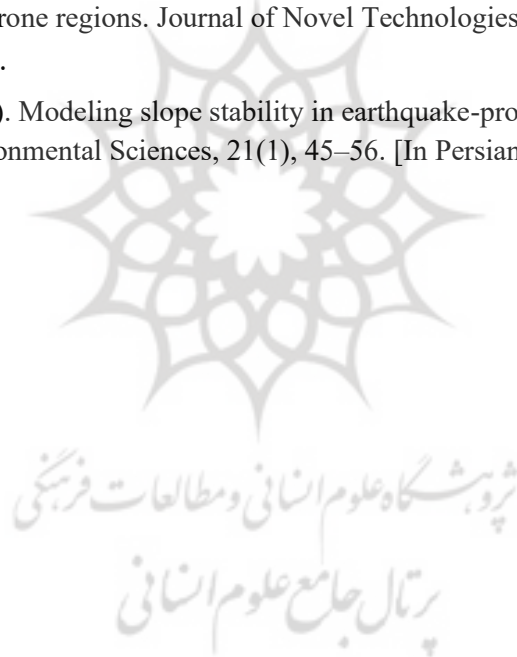 rone regions. Journal of Novel Technologies
.
). Modeling slope stability in earthquake-pro
onmental Sciences, 21(1), 45–56. [In Persian
پژوهشگاه علوم انسانی و مطالعات فرهنگی
پرتال جامع علوم انسانی